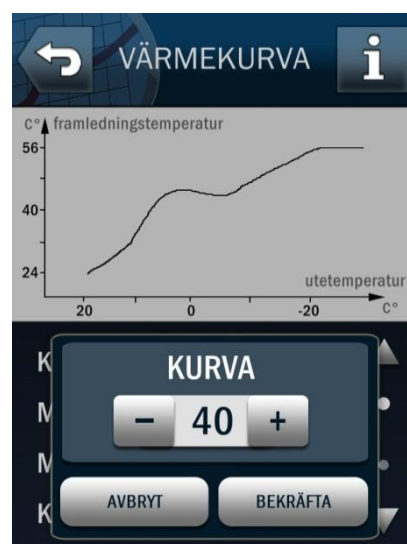 VÄRMEKURVA
i
C° framledningstemperatur
56
40
24
utetemperatur
20 0 -20 C°
K
M
M
K
KURVA
− 40 +
AVBRYT BEKRÄFTA